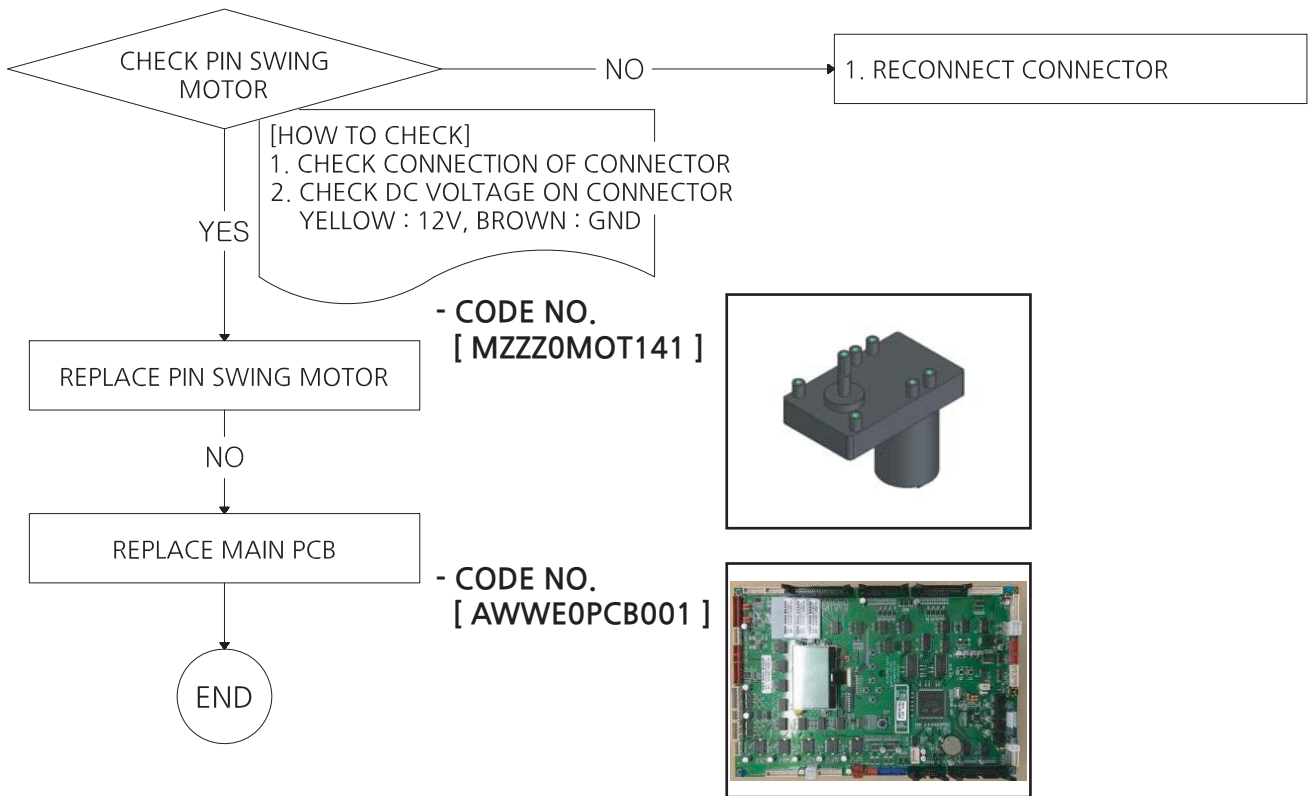 CHECK PIN SWING
MOTOR
NO
1. RECONNECT CONNECTOR
[HOW TO CHECK]
1. CHECK CONNECTION OF CONNECTOR
2. CHECK DC VOLTAGE ON CONNECTOR
YELLOW : 12V, BROWN : GND
YES
- CODE NO.
[ MZZZ0MOT141 ]
REPLACE PIN SWING MOTOR
NO
REPLACE MAIN PCB
- CODE NO.
[ AWWE0PCB001 ]
END